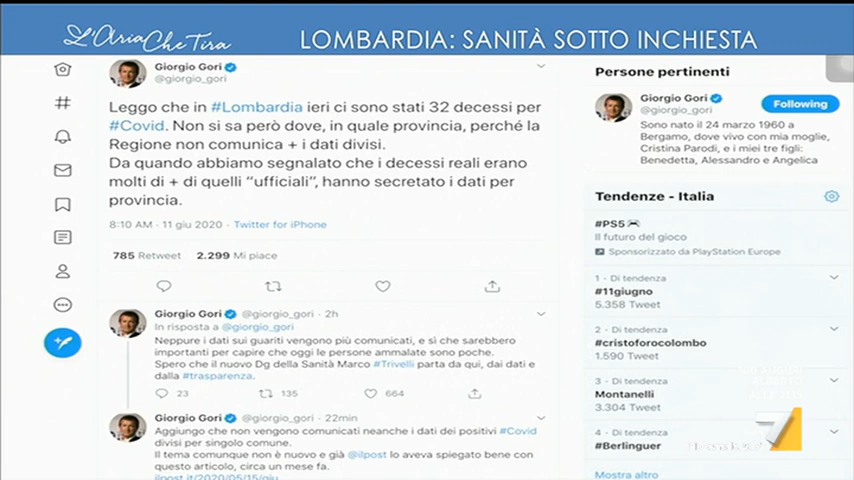 L'Aria Che Tira
LOMBARDIA: SANITÀ SOTTO INCHIESTA
Giorgio Gori
@giorgio_gori
Leggo che in #Lombardia ieri ci sono stati 32 decessi per
#Covid. Non si sa però dove, in quale provincia, perché la
Regione non comunica + i dati divisi.
Da quando abbiamo segnalato che i decessi reali erano
molti di + di quelli “ufficiali”, hanno secretato i dati per
provincia.
8:10 AM · 11 giu 2020 · Twitter for iPhone
785 Retweet 2.299 Mi piace
Giorgio Gori @giorgio_gori · 2h
In risposta a @giorgio_gori
Neppure i dati sui guariti vengono più comunicati, e sì che sarebbero
importanti per capire che oggi le persone ammalate sono poche.
Spero che il nuovo Dg della Sanità Marco #Trivelli parta da qui, dai dati e
dalla #trasparenza.
23 135 664
Giorgio Gori @giorgio_gori · 22min
Aggiungo che non vengono comunicati neanche i dati dei positivi #Covid
divisi per singolo comune.
Il tema comunque non è nuovo e già @ilpost lo aveva spiegato bene con
questo articolo, circa un mese fa.
ilpost.it/2020/05/15/giu
Persone pertinenti
Giorgio Gori
@giorgio_gori
Following
Sono nato il 24 marzo 1960 a
Bergamo, dove vivo con mia moglie,
Cristina Parodi, e i miei tre figli:
Benedetta, Alessandro e Angelica
Tendenze - Italia
#PS5
Il futuro del gioco
Sponsorizzato da PlayStation Europe
1 · Di tendenza
#11giugno
5.358 Tweet
2 · Di tendenza
#cristoforocolombo
1.590 Tweet
3 · Di tendenza
Montanelli
3.304 Tweet
4 · Di tendenza
#Berlinguer
Mostra altro
7